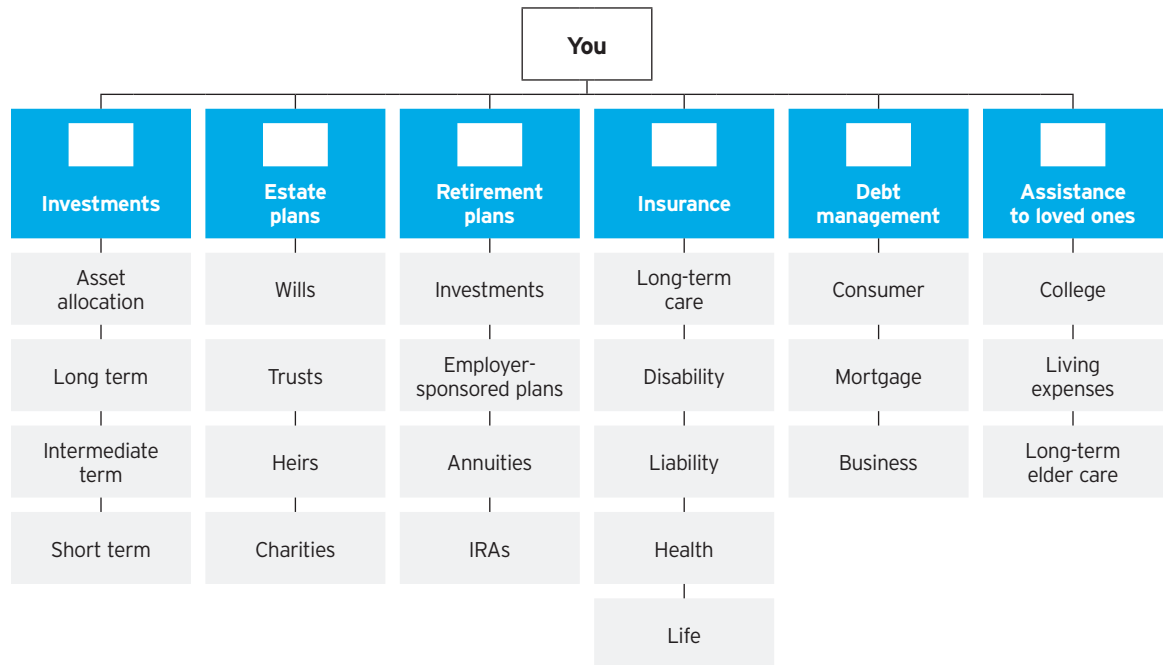 You
Investments
Asset
allocation
Long term
Intermediate
term
Short term
Estate
plans
Wills
Trusts
Heirs
Charities
Retirement
plans
Investments
Employer-
sponsored plans
Annuities
IRAs
Insurance
Long-term
care
Disability
Liability
Health
Life
Debt
management
Consumer
Mortgage
Business
Assistance
to loved ones
College
Living
expenses
Long-term
elder care